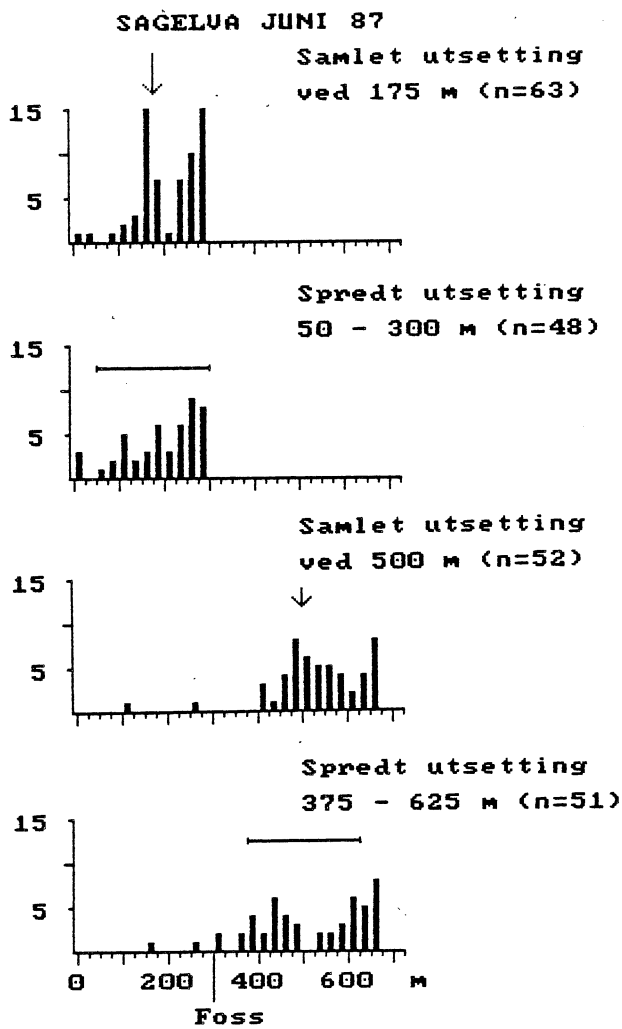 SAGELVA JUNI 87
Samlet utsetting
ved 175 m (n=63)
15
5
Spredt utsetting
50 - 300 m (n=48)
15
5
Samlet utsetting
ved 500 m (n=52)
15
5
Spredt utsetting
375 - 625 m (n=51)
15
5
0 200 400 600 m
Foss